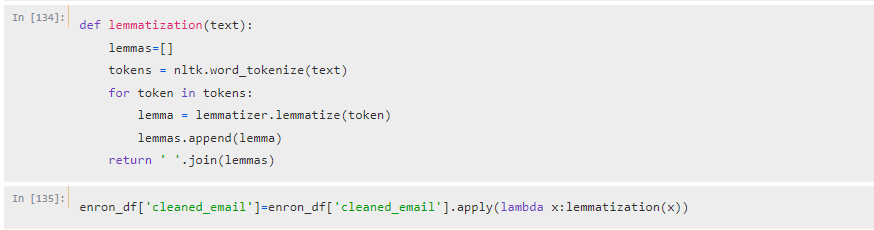 In [134]:
def lemmatization(text):
    lemmas=[]
    tokens = nltk.word_tokenize(text)
    for token in tokens:
        lemma = lemmatizer.lemmatize(token)
        lemmas.append(lemma)
    return ' '.join(lemmas)
In [135]:
enron_df['cleaned_email']=enron_df['cleaned_email'].apply(lambda x:lemmatization(x))